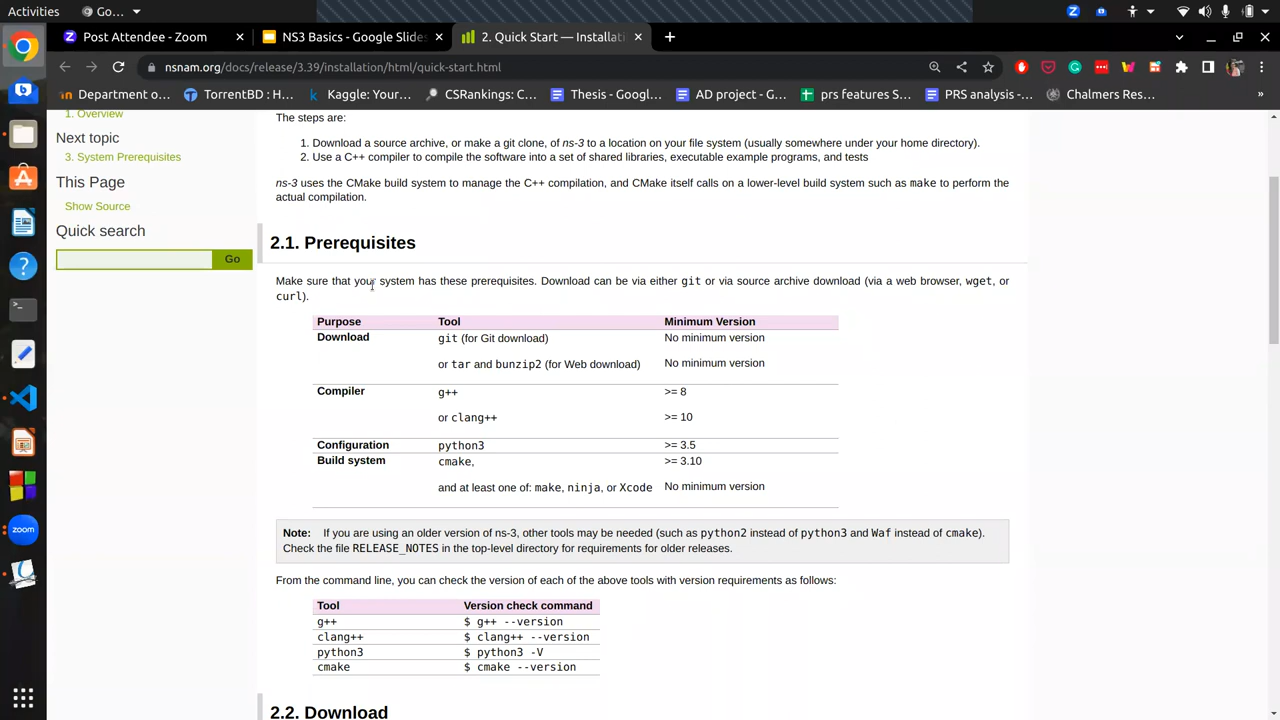 Activities
Go...
Post Attendee - Zoom
NS3 Basics - Google Slides
2. Quick Start — Installati
nsnam.org/docs/release/3.39/installation/html/quick-start.html
Department o...
TorrentBD : H...
Kaggle: Your...
CSRankings: C...
Thesis - Googl...
AD project - G...
prs features S...
PRS analysis -...
Chalmers Res...
»
1. Overview
Next topic
3. System Prerequisites
This Page
Show Source
Quick search
Go
The steps are:
1. Download a source archive, or make a git clone, of ns-3 to a location on your file system (usually somewhere under your home directory).
2. Use a C++ compiler to compile the software into a set of shared libraries, executable example programs, and tests
ns-3 uses the CMake build system to manage the C++ compilation, and CMake itself calls on a lower-level build system such as make to perform the
actual compilation.
2.1. Prerequisites
Make sure that your system has these prerequisites. Download can be via either git or via source archive download (via a web browser, wget, or
curl).
Purpose Tool Minimum Version
Download git (for Git download) No minimum version
or tar and bunzip2 (for Web download) No minimum version
Compiler g++ >= 8
or clang++ >= 10
Configuration python3 >= 3.5
Build system cmake, >= 3.10
and at least one of: make, ninja, or Xcode No minimum version
Note: If you are using an older version of ns-3, other tools may be needed (such as python2 instead of python3 and Waf instead of cmake).
Check the file RELEASE_NOTES in the top-level directory for requirements for older releases.
From the command line, you can check the version of each of the above tools with version requirements as follows:
Tool Version check command
g++ $ g++ --version
clang++ $ clang++ --version
python3 $ python3 -V
cmake $ cmake --version
2.2. Download
zoom